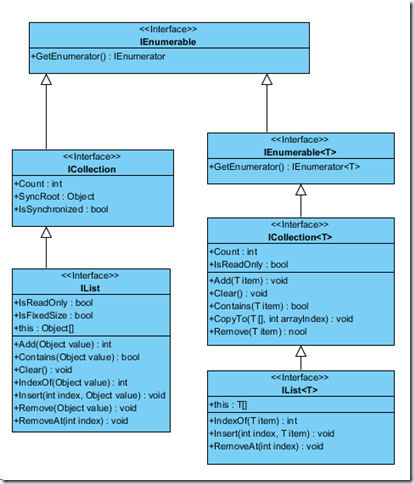 <<Interface>>
IEnumerable
+GetEnumerator() : IEnumerator
<<Interface>>
ICollection
+Count : int
+SyncRoot : Object
+IsSynchronized : bool
<<Interface>>
IList
+IsReadOnly : bool
+IsFixedSize : bool
+this : Object[]
+Add(Object value) : int
+Contains(Object value) : bool
+Clear() : void
+IndexOf(Object value) : int
+Insert(int index, Object value) : void
+Remove(Object value) : void
+RemoveAt(int index) : void
<<Interface>>
IEnumerable<T>
+GetEnumerator() : IEnumerator<T>
<<Interface>>
ICollection<T>
+Count : int
+IsReadOnly : bool
+Add(T item) : void
+Clear() : void
+Contains(T item) : bool
+CopyTo(T [], int arrayIndex) : void
+Remove(T item) : nool
<<Interface>>
IList<T>
+this : T[]
+IndexOf(T item) : int
+Insert(int index, T item) : void
+RemoveAt(int index) : void